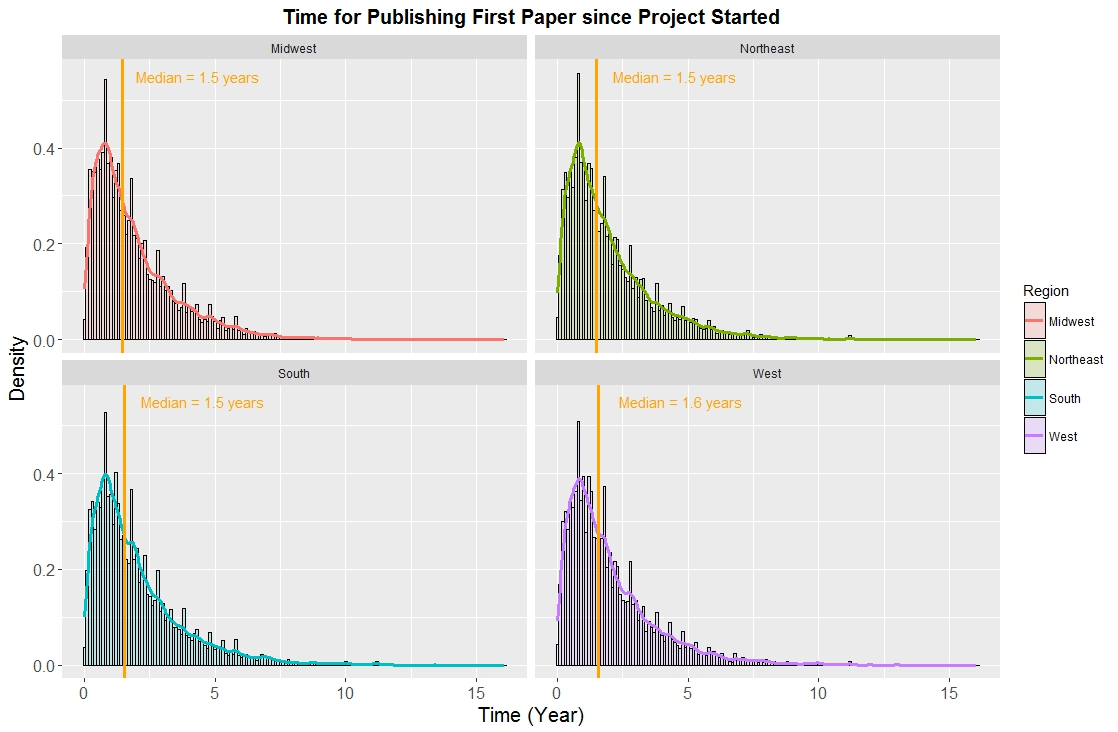 Time for Publishing First Paper since Project Started
Midwest
Northeast
Median = 1.5 years
Median = 1.5 years
0.4
0.2
0.0
South
West
Median = 1.5 years
Median = 1.6 years
0.4
0.2
0.0
0
5
10
15
0
5
10
15
Time (Year)
Density
Region
Midwest
Northeast
South
West